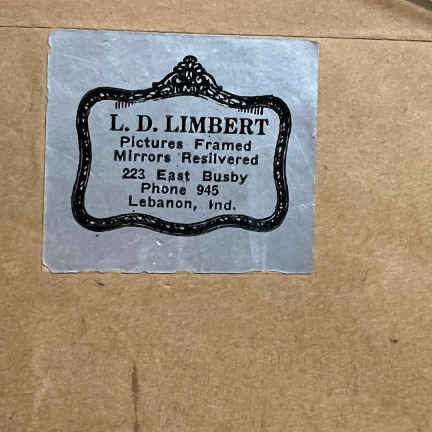 L. D. LIMBERT
Pictures Framed
Mirrors Resilvered
223 East Busby
Phone 945
Lebanon, Ind.